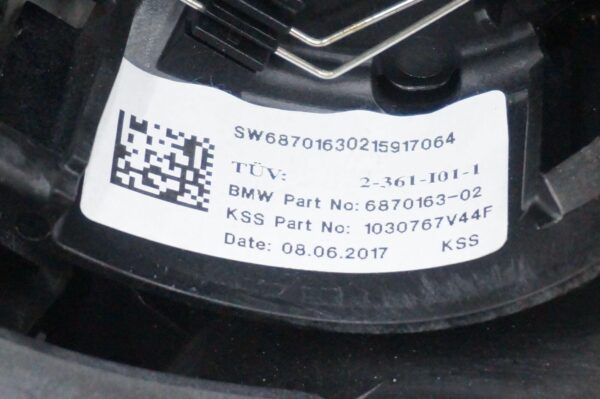 SW68701630215917064
TÜV: 2-361-I01-1
BMW Part No: 6870163-02
KSS Part No: 1030767V44F
Date: 08.06.2017 KSS